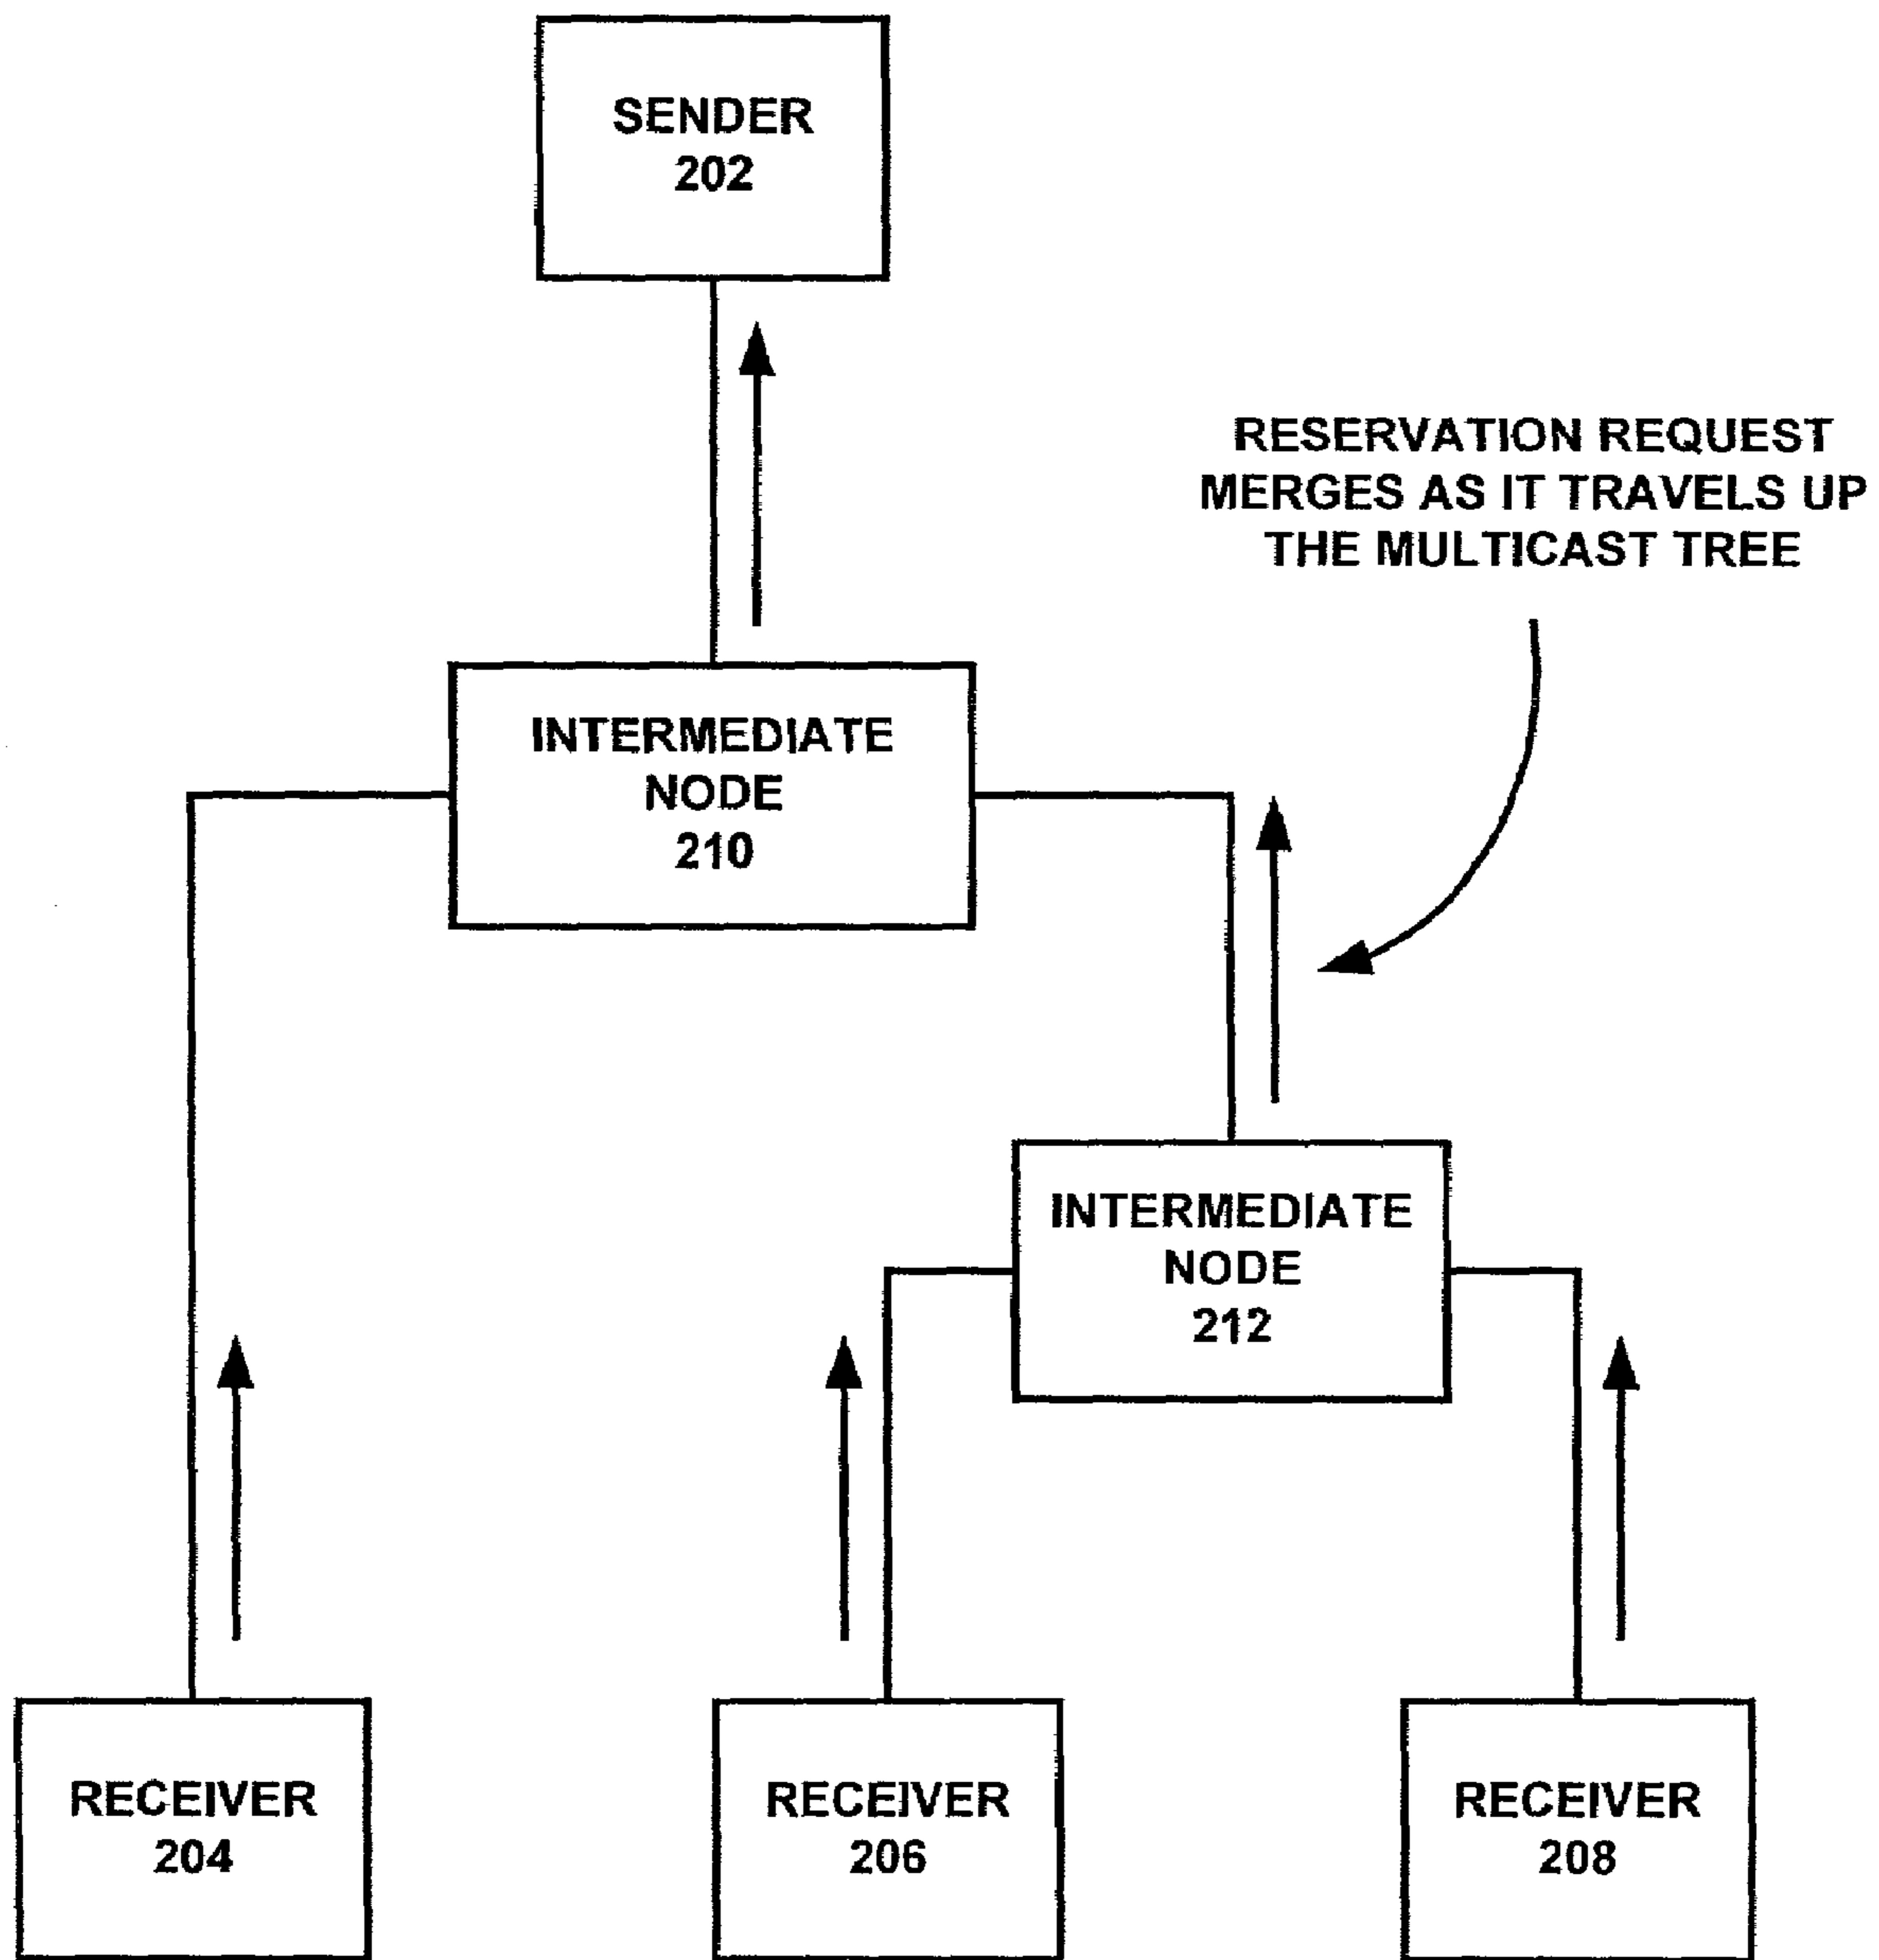 SENDER
202
RESERVATION REQUEST
MERGES AS IT TRAVELS UP
THE MULTICAST TREE
INTERMEDIATE
NODE
210
INTERMEDIATE
NODE
212
RECEIVER
204
RECEIVER
206
RECEIVER
208